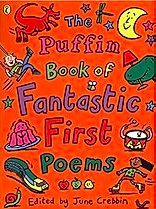 The
Puffin
Book of
Fantastic
First
Poems
Edited by June Crebbin